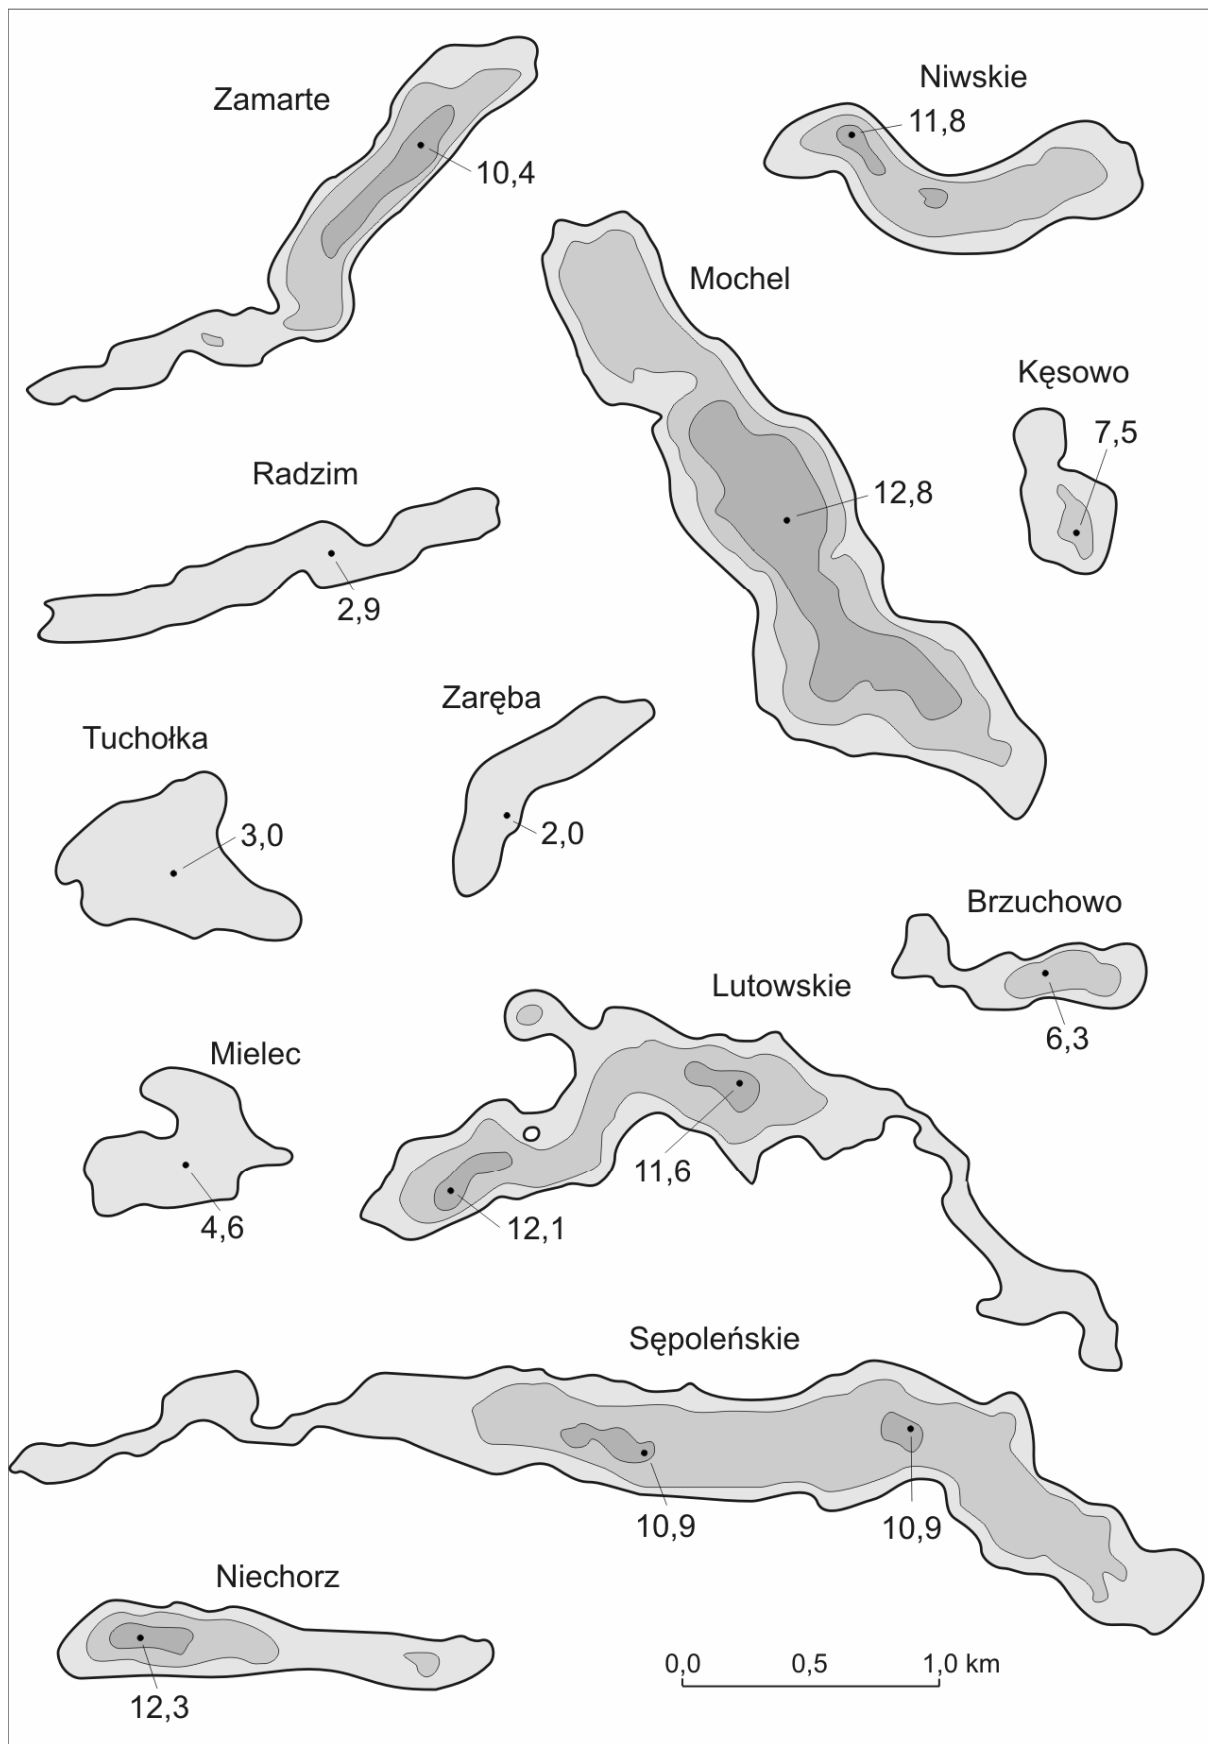 Zamarte
10,4
Niwskie
11,8
Mochel
12,8
Kęsowo
7,5
Radzim
2,9
Zaręba
2,0
Tuchołka
3,0
Brzuchowo
6,3
Lutowskie
11,6
12,1
Mielec
4,6
Sępoleńskie
10,9
10,9
Niechorz
12,3
0,0 0,5 1,0 km